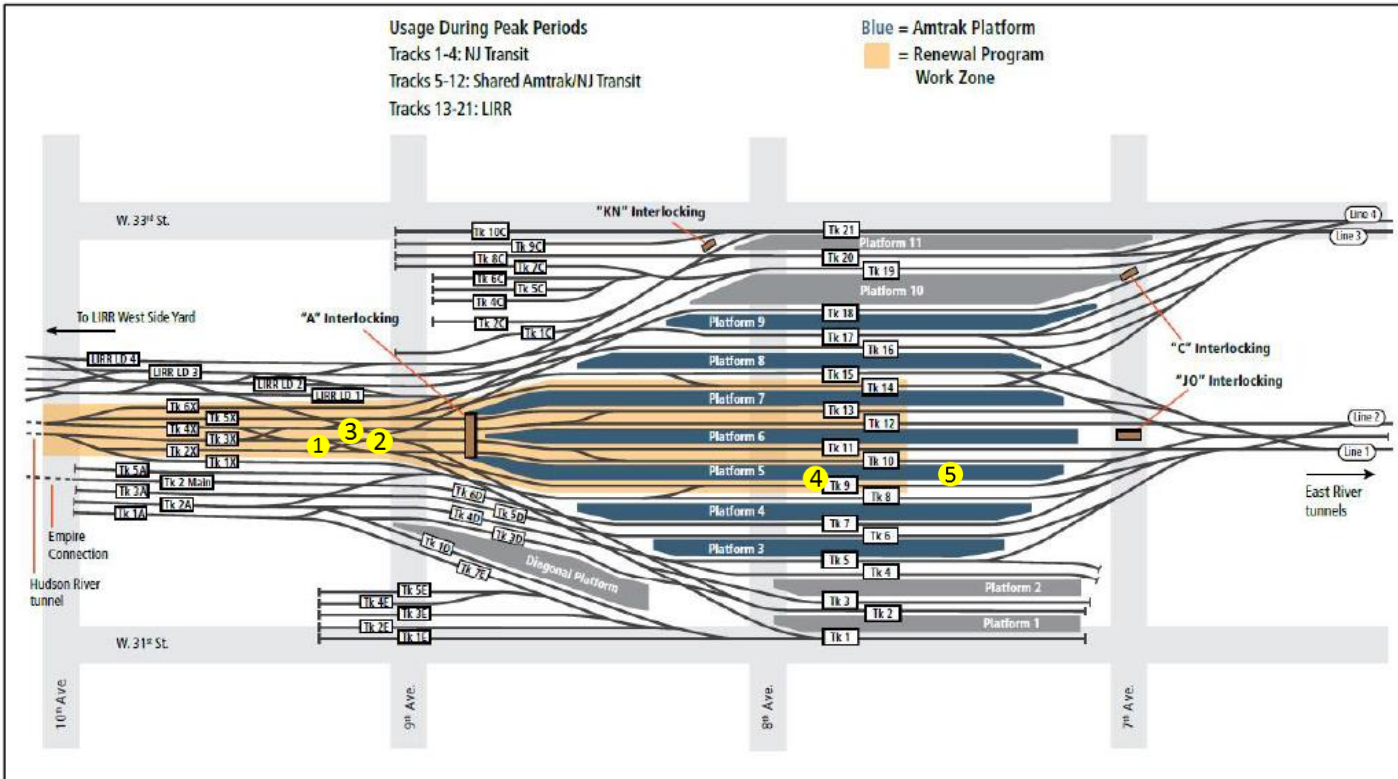 Usage During Peak Periods
Tracks 1-4: NJ Transit
Tracks 5-12: Shared Amtrak/NJ Transit
Tracks 13-21: LIRR
Blue = Amtrak Platform
= Renewal Program
Work Zone
W. 33rd St.
"KN" Interlocking
Line 4
Line 3
Tk 10C
Tk 9C
Tk 8C
Tk 7C
Tk 6C
Tk 5C
Tk 4C
Tk 2C
Tk 1C
Tk 21
Platform 11
Tk 20
Tk 19
Platform 10
Tk 18
Platform 9
Tk 17
Tk 16
Platform 8
Tk 15
Tk 14
Platform 7
Tk 13
Tk 12
Platform 6
Tk 11
Tk 10
Platform 5
Tk 9
Tk 8
Platform 4
Tk 7
Tk 6
Platform 3
Tk 5
Tk 4
Platform 2
Tk 3
Tk 2
Platform 1
Tk 1
"C" Interlocking
"JO" Interlocking
Line 2
Line 1
East River
tunnels
To LIRR West Side Yard
"A" Interlocking
LIRR LD 4
LIRR LD 3
LIRR LD 2
LIRR LD 1
Tk 6X
Tk 5X
Tk 4X
Tk 3X
Tk 2X
Tk 1X
3
1
2
4
5
Tk 5A
Tk 2 Main
Tk 3A
Tk 2A
Tk 1A
Tk 6D
Tk 5D
Tk 4D
Tk 3D
Tk 1D
Tk 7E
Diagonal Platform
Empire
Connection
Hudson River
tunnel
Tk 5E
Tk 4E
Tk 3E
Tk 2E
Tk 1E
W. 31st St.
10th Ave
9th Ave.
8th Ave.
7th Ave.